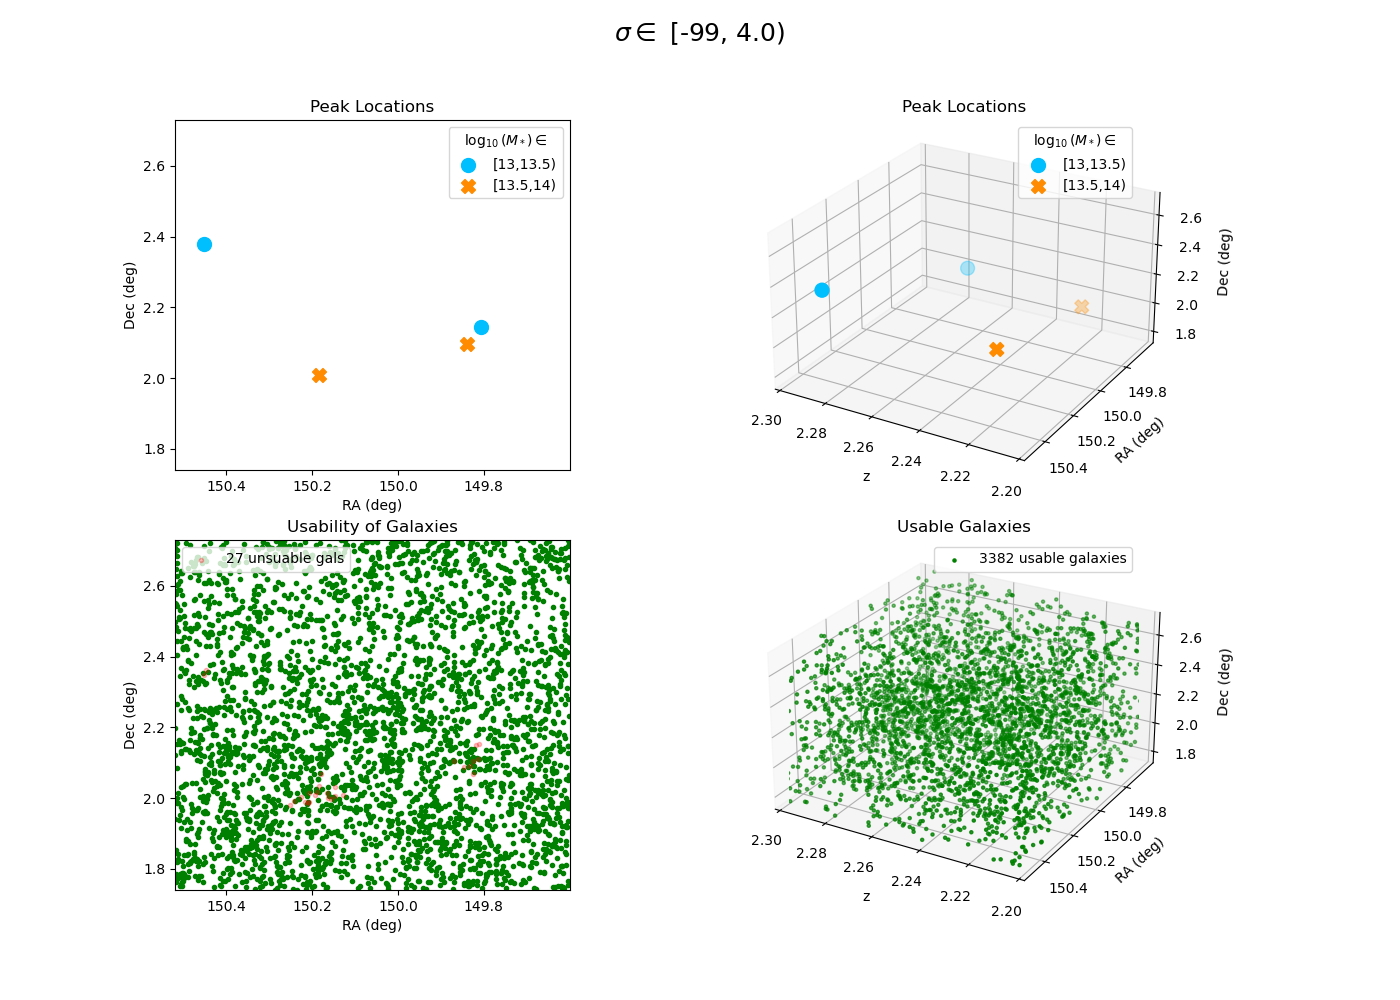 σ ∈ [-99, 4.0)
Peak Locations
log₁₀(M*) ∈
[13,13.5)
[13.5,14)
2.6
2.4
2.2
2.0
1.8
Dec (deg)
150.4 150.2 150.0 149.8
RA (deg)
Peak Locations
log₁₀(M*) ∈
[13,13.5)
[13.5,14)
2.6
2.4
2.2
2.0
1.8
Dec (deg)
149.8
150.0
150.2
150.4
RA (deg)
2.30
2.28
2.26
2.24
2.22
2.20
z
Usability of Galaxies
27 unsuable gals
2.6
2.4
2.2
2.0
1.8
Dec (deg)
150.4 150.2 150.0 149.8
RA (deg)
Usable Galaxies
3382 usable galaxies
2.6
2.4
2.2
2.0
1.8
Dec (deg)
149.8
150.0
150.2
150.4
RA (deg)
2.30
2.28
2.26
2.24
2.22
2.20
z